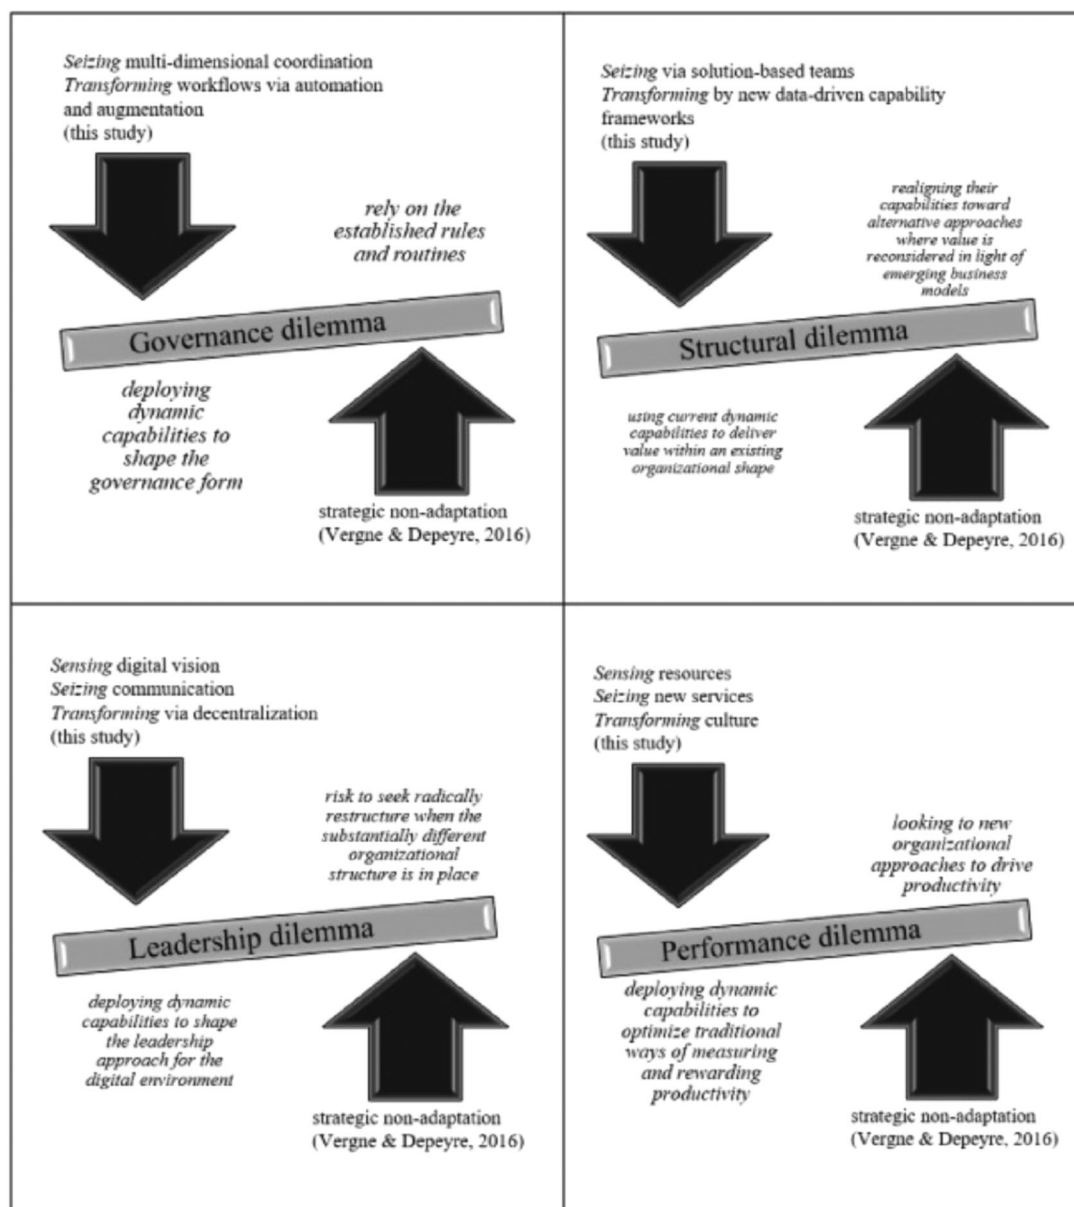 Seizing multi-dimensional coordination
Transforming workflows via automation
and augmentation
(this study)
rely on the
established rules
and routines
Governance dilemma
deploying
dynamic
capabilities to
shape the
governance form
strategic non-adaptation
(Vergne & Depeyre, 2016)
Seizing via solution-based teams
Transforming by new data-driven capability
frameworks
(this study)
realigning their
capabilities toward
alternative approaches
where value is
reconsidered in light of
emerging business
models
Structural dilemma
using current dynamic
capabilities to deliver
value within an existing
organizational shape
strategic non-adaptation
(Vergne & Depeyre, 2016)
Sensing digital vision
Seizing communication
Transforming via decentralization
(this study)
risk to seek radically
restructure when the
substantially different
organizational
structure is in place
Leadership dilemma
deploying dynamic
capabilities to shape
the leadership
approach for the
digital environment
strategic non-adaptation
(Vergne & Depeyre, 2016)
Sensing resources
Seizing new services
Transforming culture
(this study)
looking to new
organizational
approaches to drive
productivity
Performance dilemma
deploying dynamic
capabilities to
optimize traditional
ways of measuring
and rewarding
productivity
strategic non-adaptation
(Vergne & Depeyre, 2016)